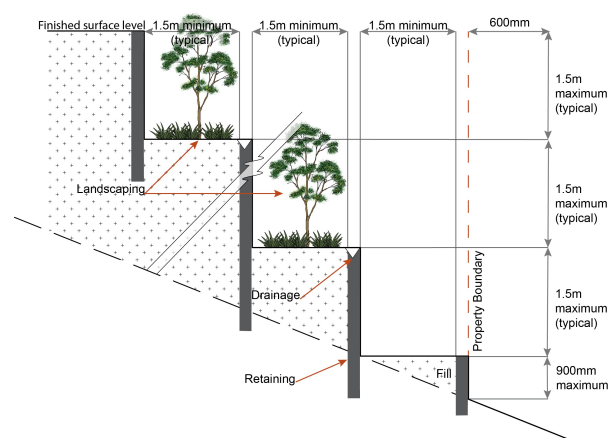 Finished surface level
1.5m minimum
(typical)
1.5m minimum
(typical)
1.5m minimum
(typical)
600mm
1.5m
maximum
(typical)
Landscaping
1.5m
maximum
(typical)
Drainage
Property Boundary
1.5m
maximum
(typical)
Retaining
Fill
900mm
maximum